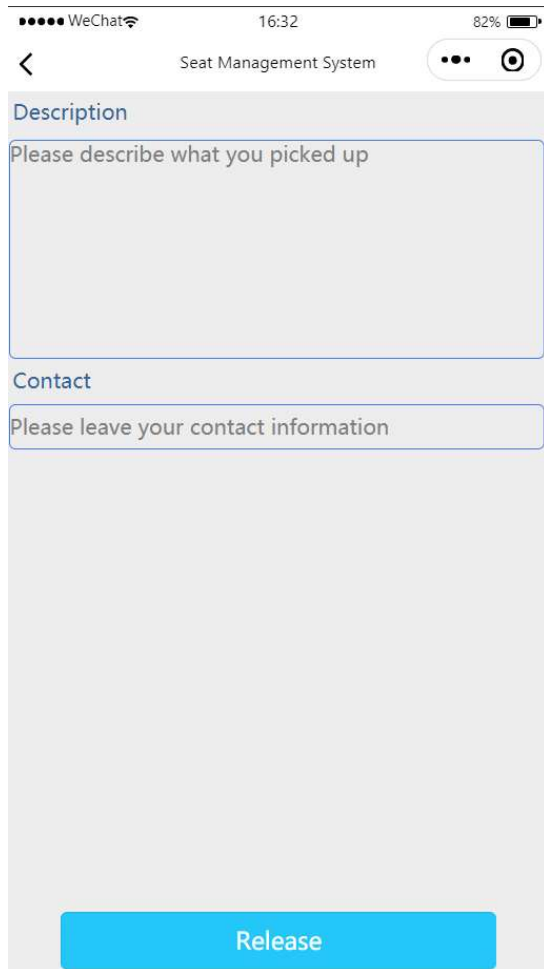 WeChat
16:32
82%
Seat Management System
Description
Please describe what you picked up
Contact
Please leave your contact information
Release